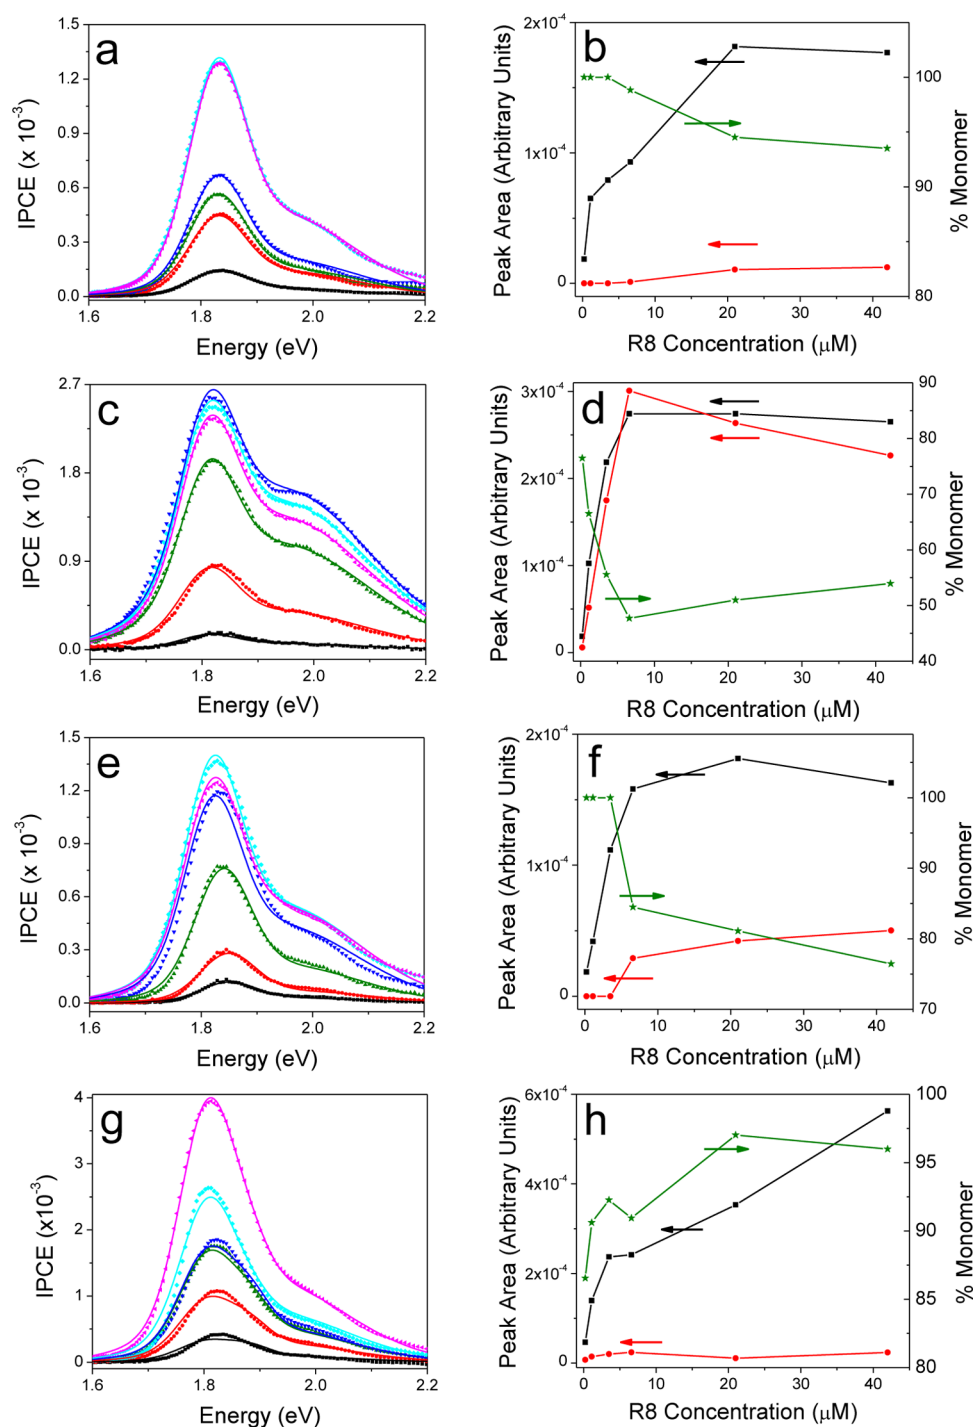 a
IPCE (x 10⁻³)
1.5
1.2
0.9
0.6
0.3
0.0
1.6 1.8 2.0 2.2
Energy (eV)
b
Peak Area (Arbitrary Units)
2x10⁻⁴
1x10⁻⁴
0
100
90
80
% Monomer
0 10 20 30 40
R8 Concentration (μM)
c
IPCE (x 10⁻³)
2.7
1.8
0.9
0.0
1.6 1.8 2.0 2.2
Energy (eV)
d
Peak Area (Arbitrary Units)
3x10⁻⁴
2x10⁻⁴
1x10⁻⁴
0
90
80
70
60
50
40
% Monomer
0 10 20 30 40
R8 Concentration (μM)
e
IPCE (x 10⁻³)
1.5
1.2
0.9
0.6
0.3
0.0
1.6 1.8 2.0 2.2
Energy (eV)
f
Peak Area (Arbitrary Units)
2x10⁻⁴
1x10⁻⁴
0
100
90
80
70
% Monomer
0 10 20 30 40
R8 Concentration (μM)
g
IPCE (x10⁻³)
4
3
2
1
0
1.6 1.8 2.0 2.2
Energy (eV)
h
Peak Area (Arbitrary Units)
6x10⁻⁴
4x10⁻⁴
2x10⁻⁴
0
100
95
90
85
80
% Monomer
0 10 20 30 40
R8 Concentration (μM)